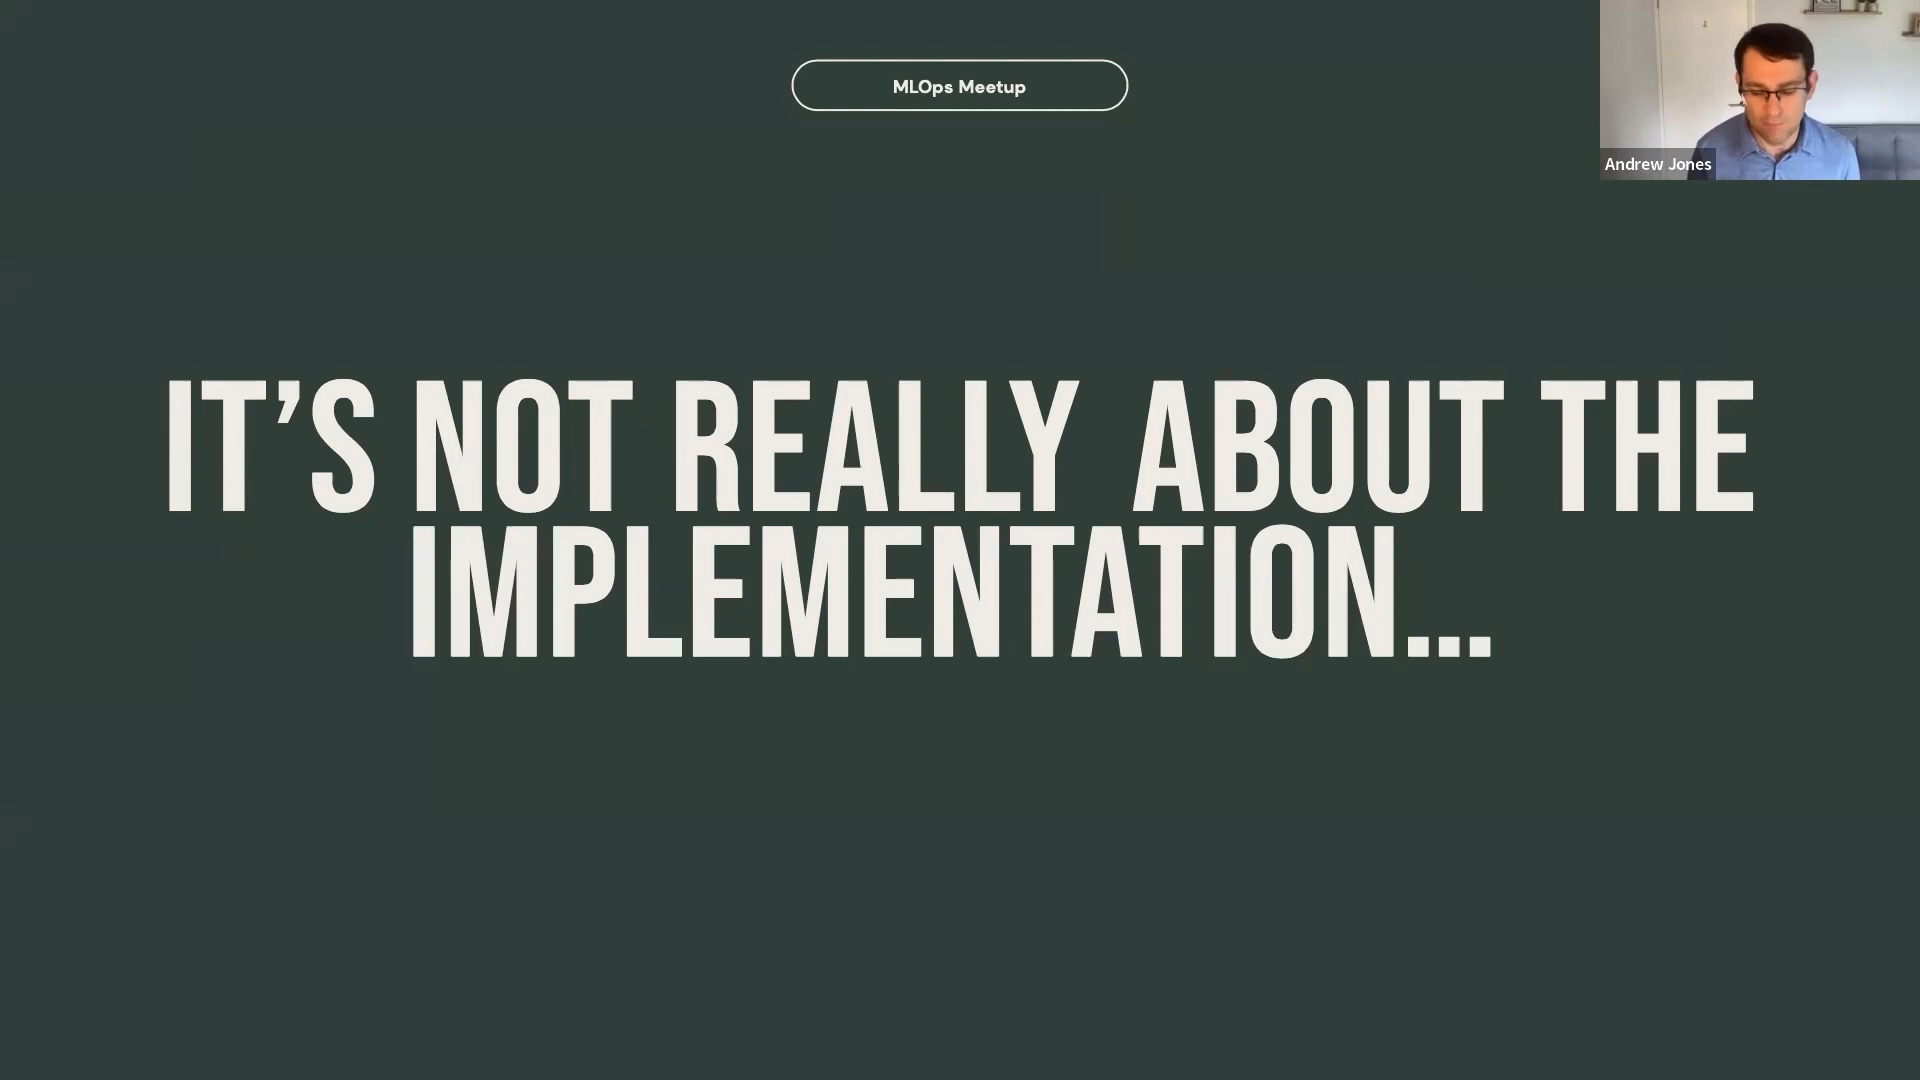 MLOps Meetup
Andrew Jones
IT’S NOT REALLY ABOUT THE
IMPLEMENTATION...